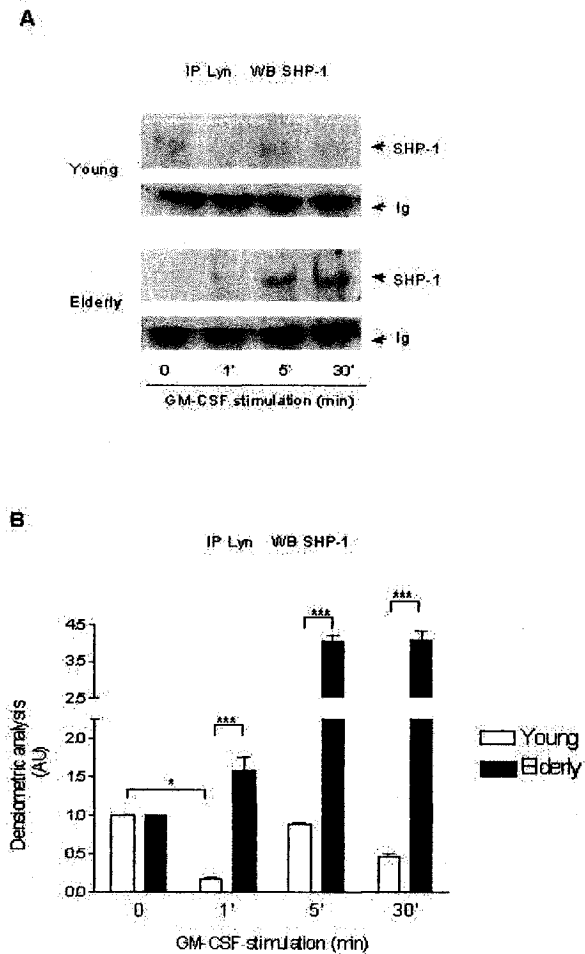 A
IP Lyn WB SHP-1
SHP-1
Young
Ig
SHP-1
Elderly
Ig
0 1' 5' 30'
GM-CSF stimulation (min)
B
IP Lyn WB SHP-1
*** ***
4.5
3.5
2.5
***
2.0
1.5
*
1.0
0.5
0.0
Densiometric analysis
(AU)
Young
Elderly
0 1' 5' 30'
GM-CSF stimulation (min)